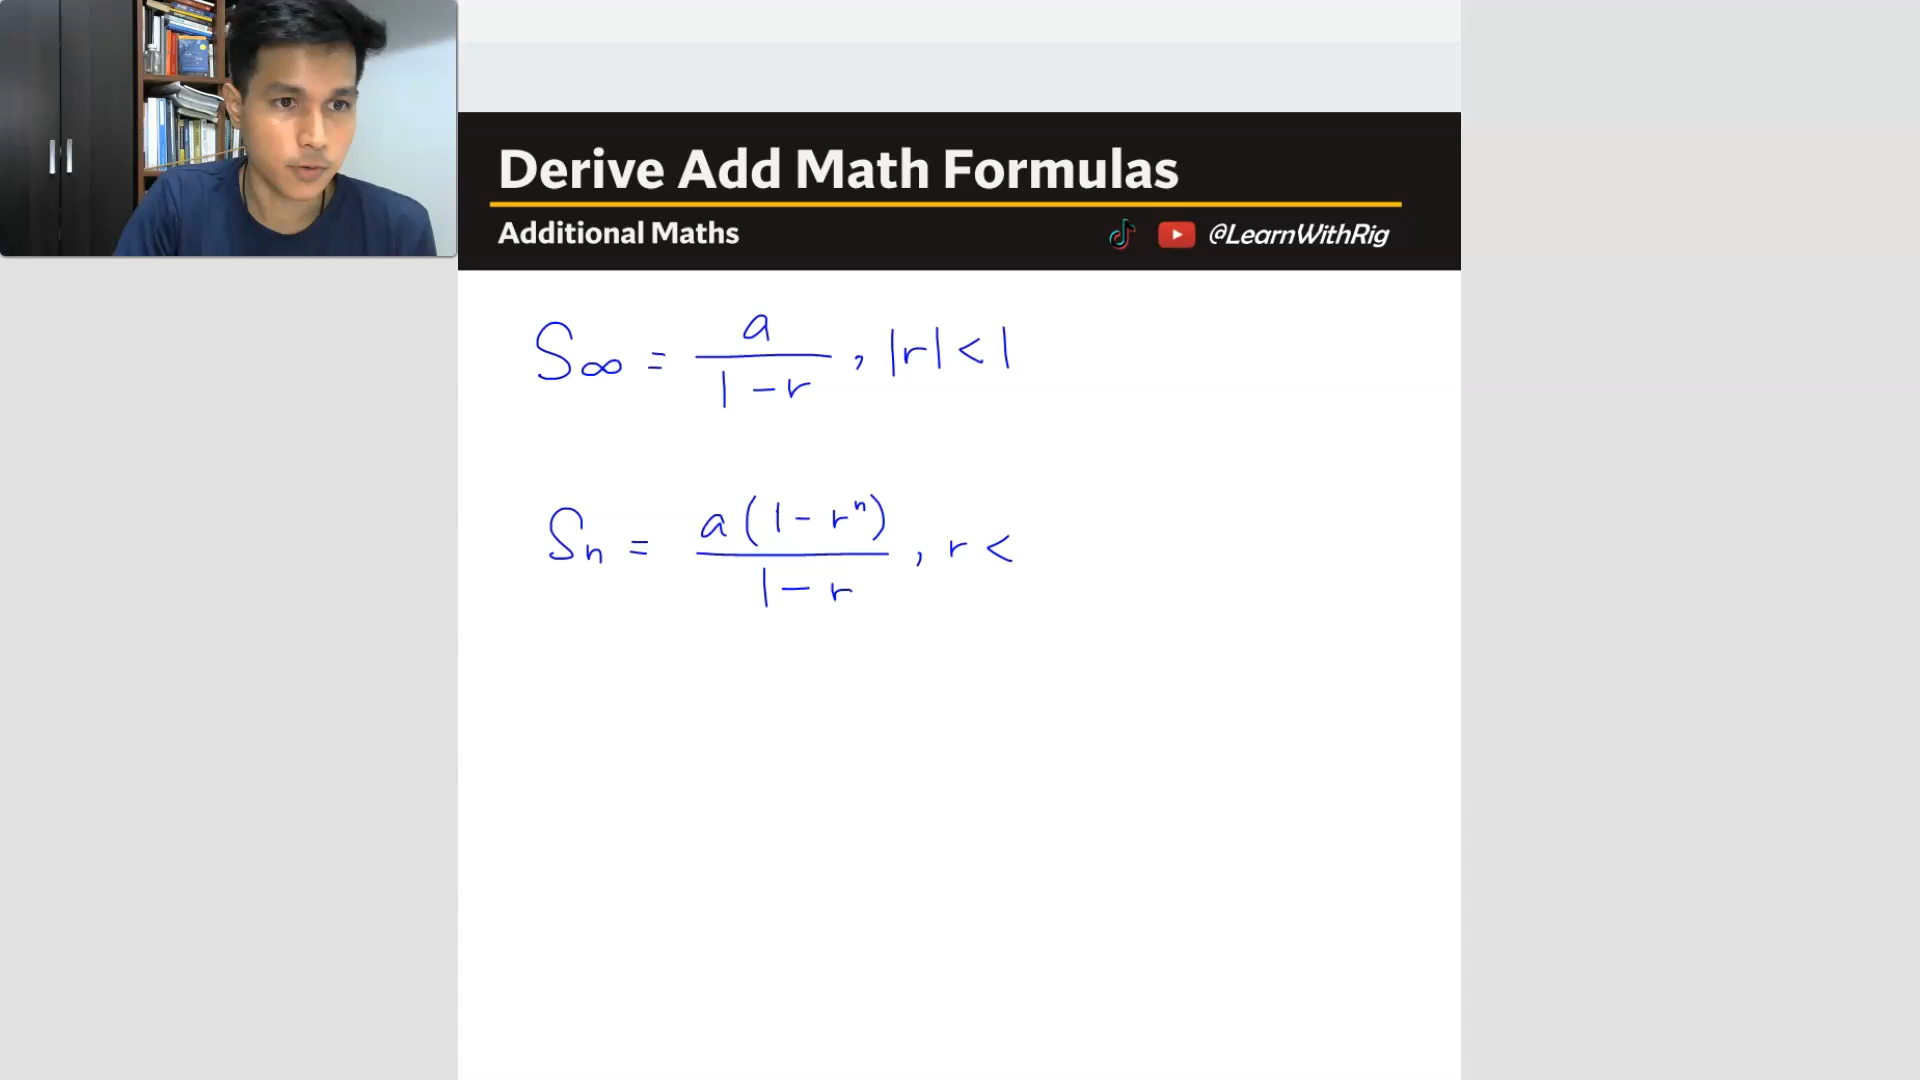 Derive Add Math Formulas
Additional Maths
@LearnWithRig
S∞ = a/(1-r), |r| < 1
Sn = a(1-r^n)/(1-r), r <